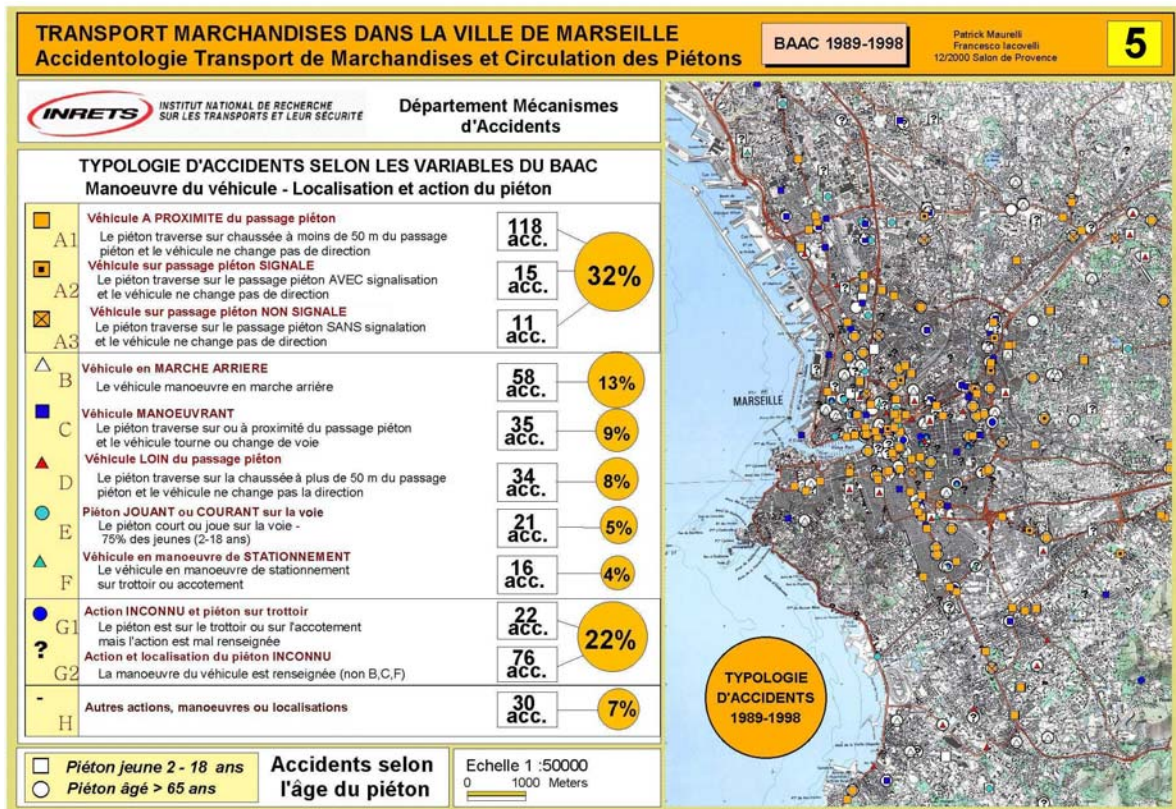 TRANSPORT MARCHANDISES DANS LA VILLE DE MARSEILLE
Accidentologie Transport de Marchandises et Circulation des Piétons
BAAC 1989-1998
Patrick Maurelli
Francesco Iacovelli
12/2000 Salon de Provence
5
INRETS
INSTITUT NATIONAL DE RECHERCHE
SUR LES TRANSPORTS ET LEUR SÉCURITÉ
Département Mécanismes
d'Accidents
TYPOLOGIE D'ACCIDENTS SELON LES VARIABLES DU BAAC
Manoeuvre du véhicule - Localisation et action du piéton
A1
Véhicule A PROXIMITE du passage piéton
Le piéton traverse sur chaussée à moins de 50 m du passage
piéton et le véhicule ne change pas de direction
118
acc.
A2
Véhicule sur passage piéton SIGNALE
Le piéton traverse sur le passage piéton AVEC signalisation
et le véhicule ne change pas de direction
15
acc.
32%
A3
Véhicule sur passage piéton NON SIGNALE
Le piéton traverse sur le passage piéton SANS signalation
et le véhicule ne change pas de direction
11
acc.
B
Véhicule en MARCHE ARRIERE
Le véhicule manoeuvre en marche arriére
58
acc.
13%
C
Véhicule MANOEUVRANT
Le piéton traverse sur ou à proximité du passage piéton
et le véhicule tourne ou change de voie
35
acc.
9%
D
Véhicule LOIN du passage piéton
Le piéton traverse sur la chaussée à plus de 50 m du passage
piéton et le véhicule ne change pas la direction
34
acc.
8%
E
Piéton JOUANT ou COURANT sur la voie
Le piéton court ou joue sur la voie -
75% des jeunes (2-18 ans)
21
acc.
5%
F
Véhicule en manoeuvre de STATIONNEMENT
Le véhicule en manoeuvre de stationnement
sur trottoir ou accotement
16
acc.
4%
G1
Action INCONNU et piéton sur trottoir
Le piéton est sur le trottoir ou sur l'accotement
mais l'action est mal renseignée
22
acc.
22%
?
G2
Action et localisation du piéton INCONNU
La manoeuvre du véhicule est renseignée (non B,C,F)
76
acc.
-
H
Autres actions, manoeuvres ou localisations
30
acc.
7%
Piéton jeune 2 - 18 ans
Piéton âgé > 65 ans
Accidents selon
l'âge du piéton
Echelle 1 :50000
0 1000 Meters
MARSEILLE
TYPOLOGIE
D'ACCIDENTS
1989-1998